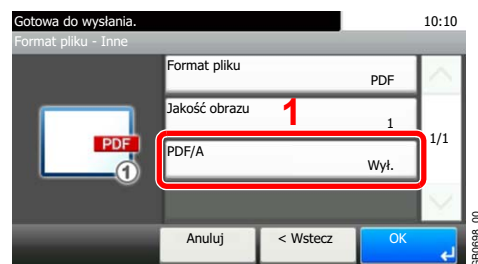 Gotowa do wysłania. 10:10
Format pliku - Inne
Format pliku
PDF
Jakość obrazu
1
1
PDF/A
Wył.
1/1
PDF
1
Anuluj
< Wstecz
OK
GB0698_00